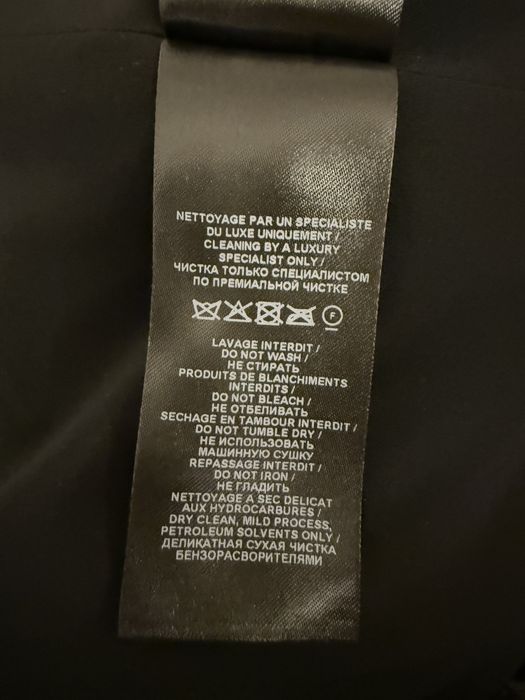 NETTOYAGE PAR UN SPECIALISTE
DU LUXE UNIQUEMENT /
CLEANING BY A LUXURY
SPECIALIST ONLY /
ЧИСТКА ТОЛЬКО СПЕЦИАЛИСТОМ
ПО ПРЕМИАЛЬНОЙ ЧИСТКЕ
F
LAVAGE INTERDIT /
DO NOT WASH /
НЕ СТИРАТЬ
PRODUITS DE BLANCHIMENTS
INTERDITS /
DO NOT BLEACH /
НЕ ОТБЕЛИВАТЬ
SECHAGE EN TAMBOUR INTERDIT /
DO NOT TUMBLE DRY /
НЕ ИСПОЛЬЗОВАТЬ
МАШИННУЮ СУШКУ
REPASSAGE INTERDIT /
DO NOT IRON /
НЕ ГЛАДИТЬ
NETTOYAGE A SEC DELICAT
AUX HYDROCARBURES /
DRY CLEAN, MILD PROCESS,
PETROLEUM SOLVENTS ONLY /
ДЕЛИКАТНАЯ СУХАЯ ЧИСТКА
БЕНЗОРАСВОРИТЕЛЯМИ